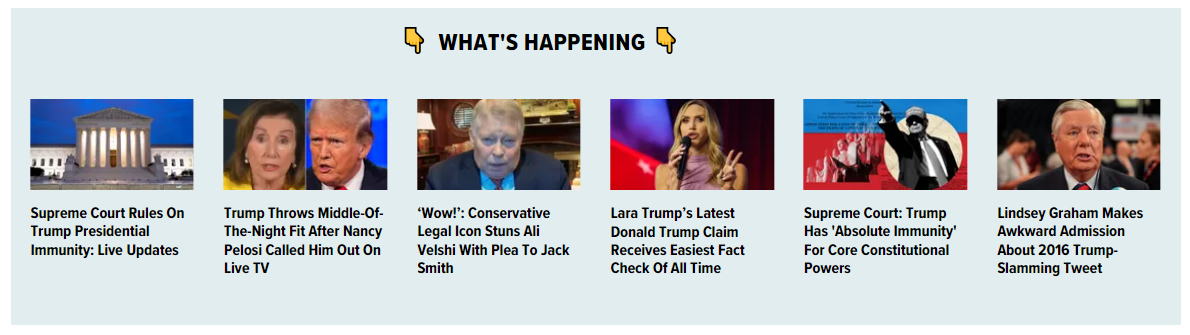 👇 WHAT'S HAPPENING 👇
Supreme Court Rules On
Trump Presidential
Immunity: Live Updates
Trump Throws Middle-Of-
The-Night Fit After Nancy
Pelosi Called Him Out On
Live TV
‘Wow!’: Conservative
Legal Icon Stuns Ali
Velshi With Plea To Jack
Smith
Lara Trump’s Latest
Donald Trump Claim
Receives Easiest Fact
Check Of All Time
Supreme Court: Trump
Has 'Absolute Immunity'
For Core Constitutional
Powers
Lindsey Graham Makes
Awkward Admission
About 2016 Trump-
Slamming Tweet